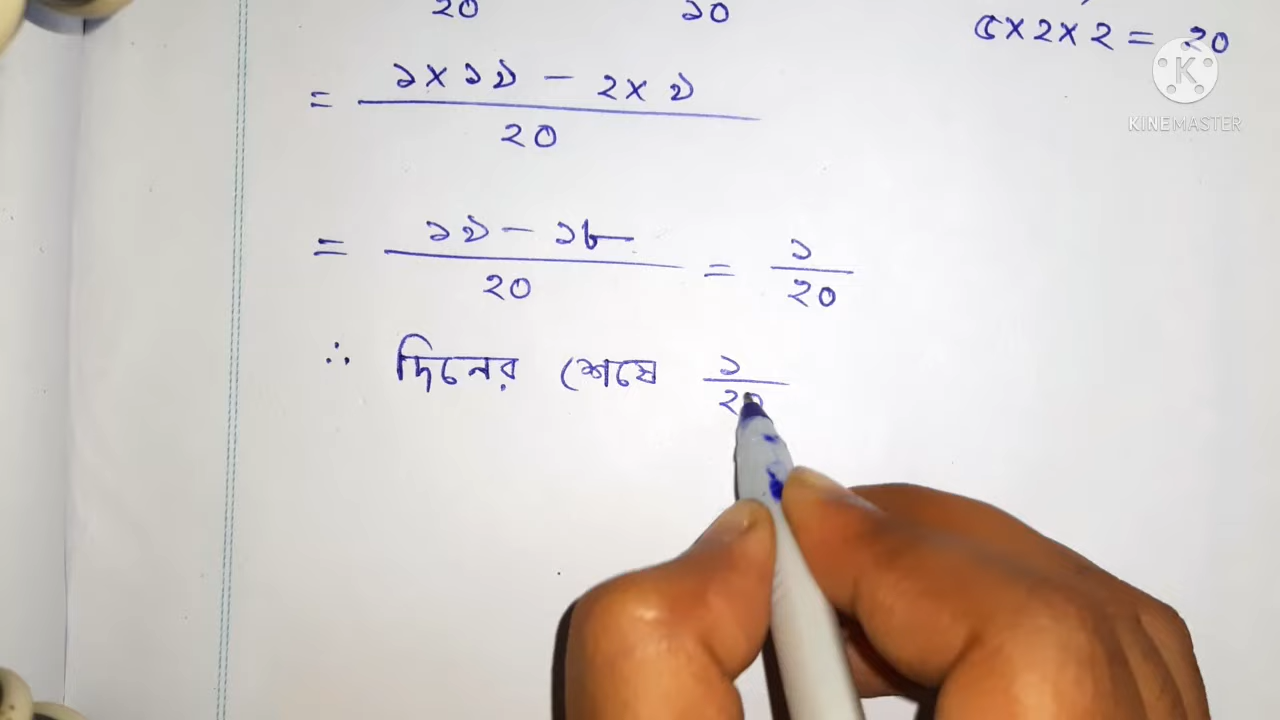 ২০ ১০
৫×২×২ = ২০
= ১×১৯ − ২×৯ / ২০
= ১৯ − ১৮ / ২০ = ১ / ২০
∴ দিনের শেষে ১ / ২০
KINEMASTER